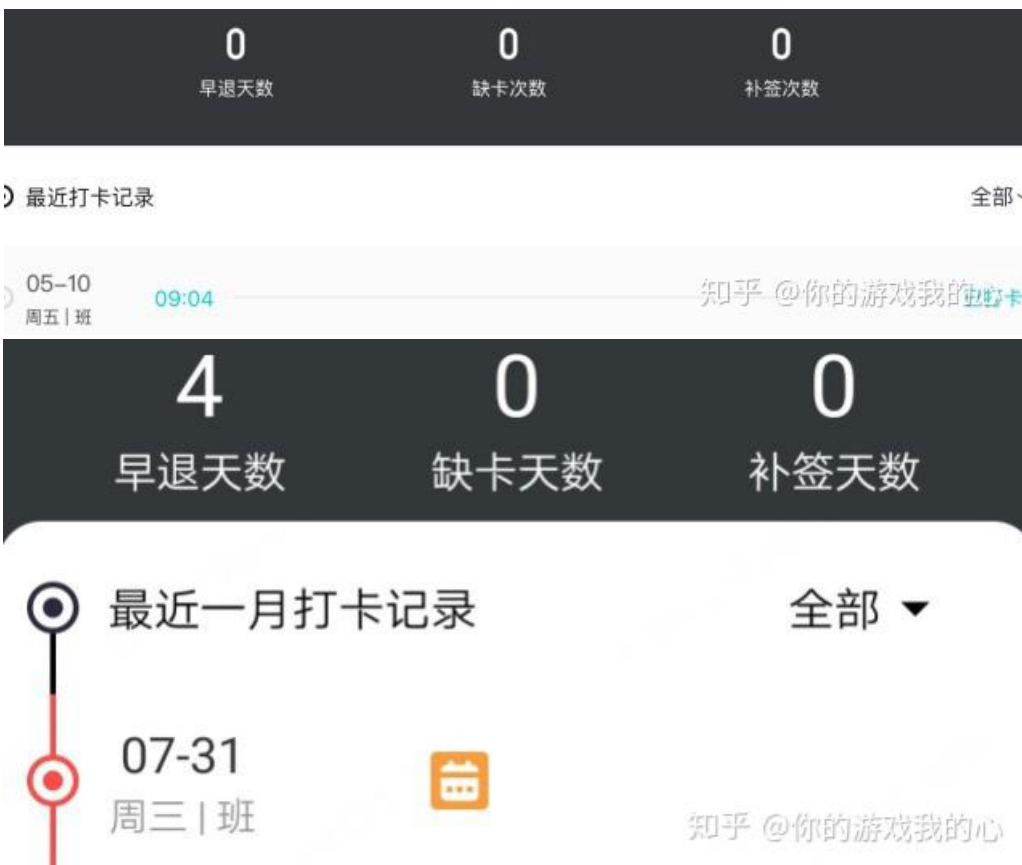 0 0 0
早退天数 缺卡次数 补签次数
最近打卡记录 全部
05-10
09:04 已打卡
周五 | 班
知乎 @你的游戏我的心
4 0 0
早退天数 缺卡天数 补签天数
最近一月打卡记录 全部
07-31
周三 | 班
知乎 @你的游戏我的心